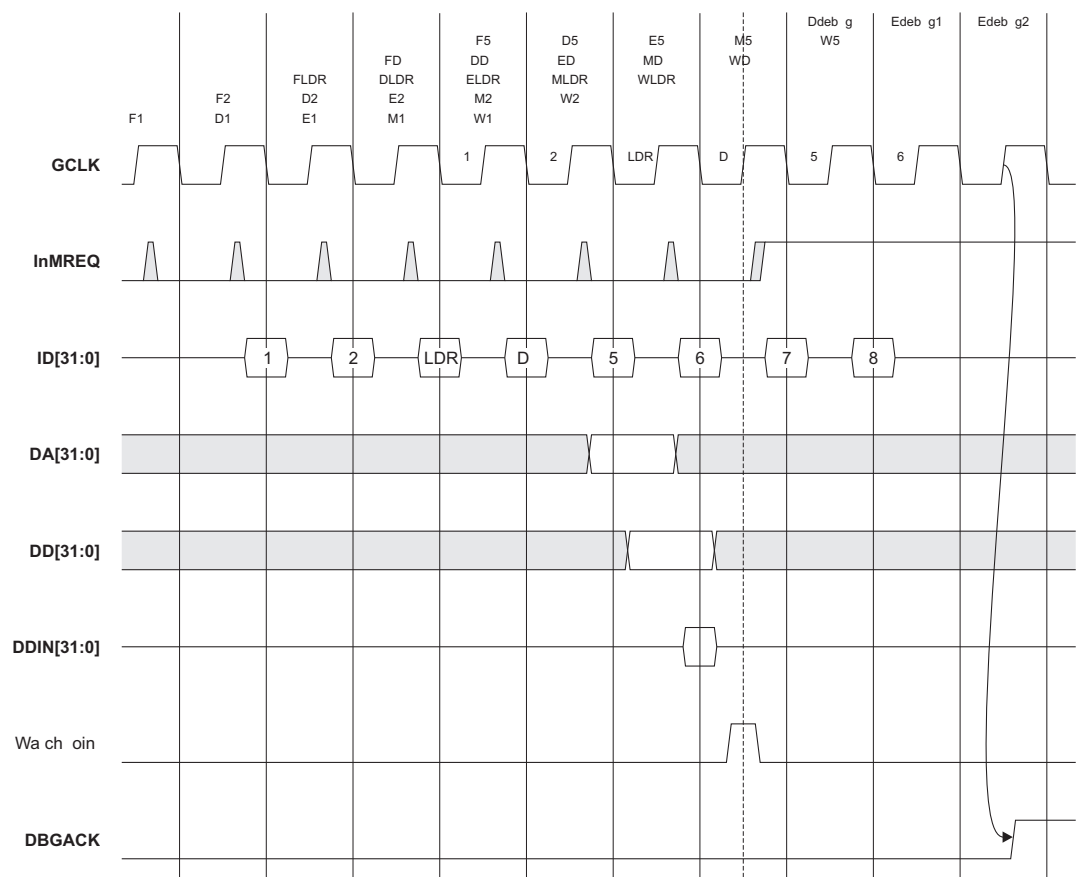 Ddeb g Edeb g1 Edeb g2
F5 D5 E5 M5 W5
FD DD ED MD WD
FLDR DLDR ELDR MLDR WLDR
F2 D2 E2 M2 W2
F1 D1 E1 M1 W1
GCLK 1 2 LDR D 5 6
InMREQ
ID[31:0] 1 2 LDR D 5 6 7 8
DA[31:0]
DD[31:0]
DDIN[31:0]
Wa ch oin
DBGACK